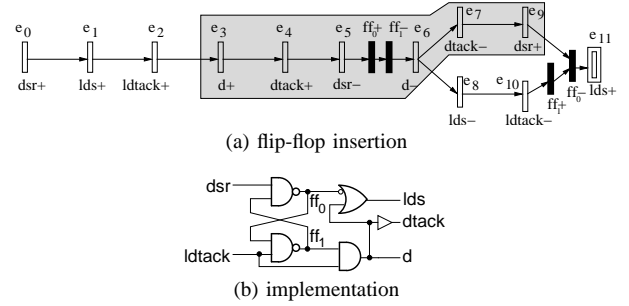 e0 e1 e2 e3 e4 e5 ff0+ ff1- e6 e7 e9 e11
dsr+ lds+ ldtack+ d+ dtack+ dsr− d− dtack− dsr+ lds+
e8 e10 ff1+ ff0−
lds− ldtack−
(a) flip-flop insertion
dsr lds
ff0 dtack
ff1
ldtack d
(b) implementation